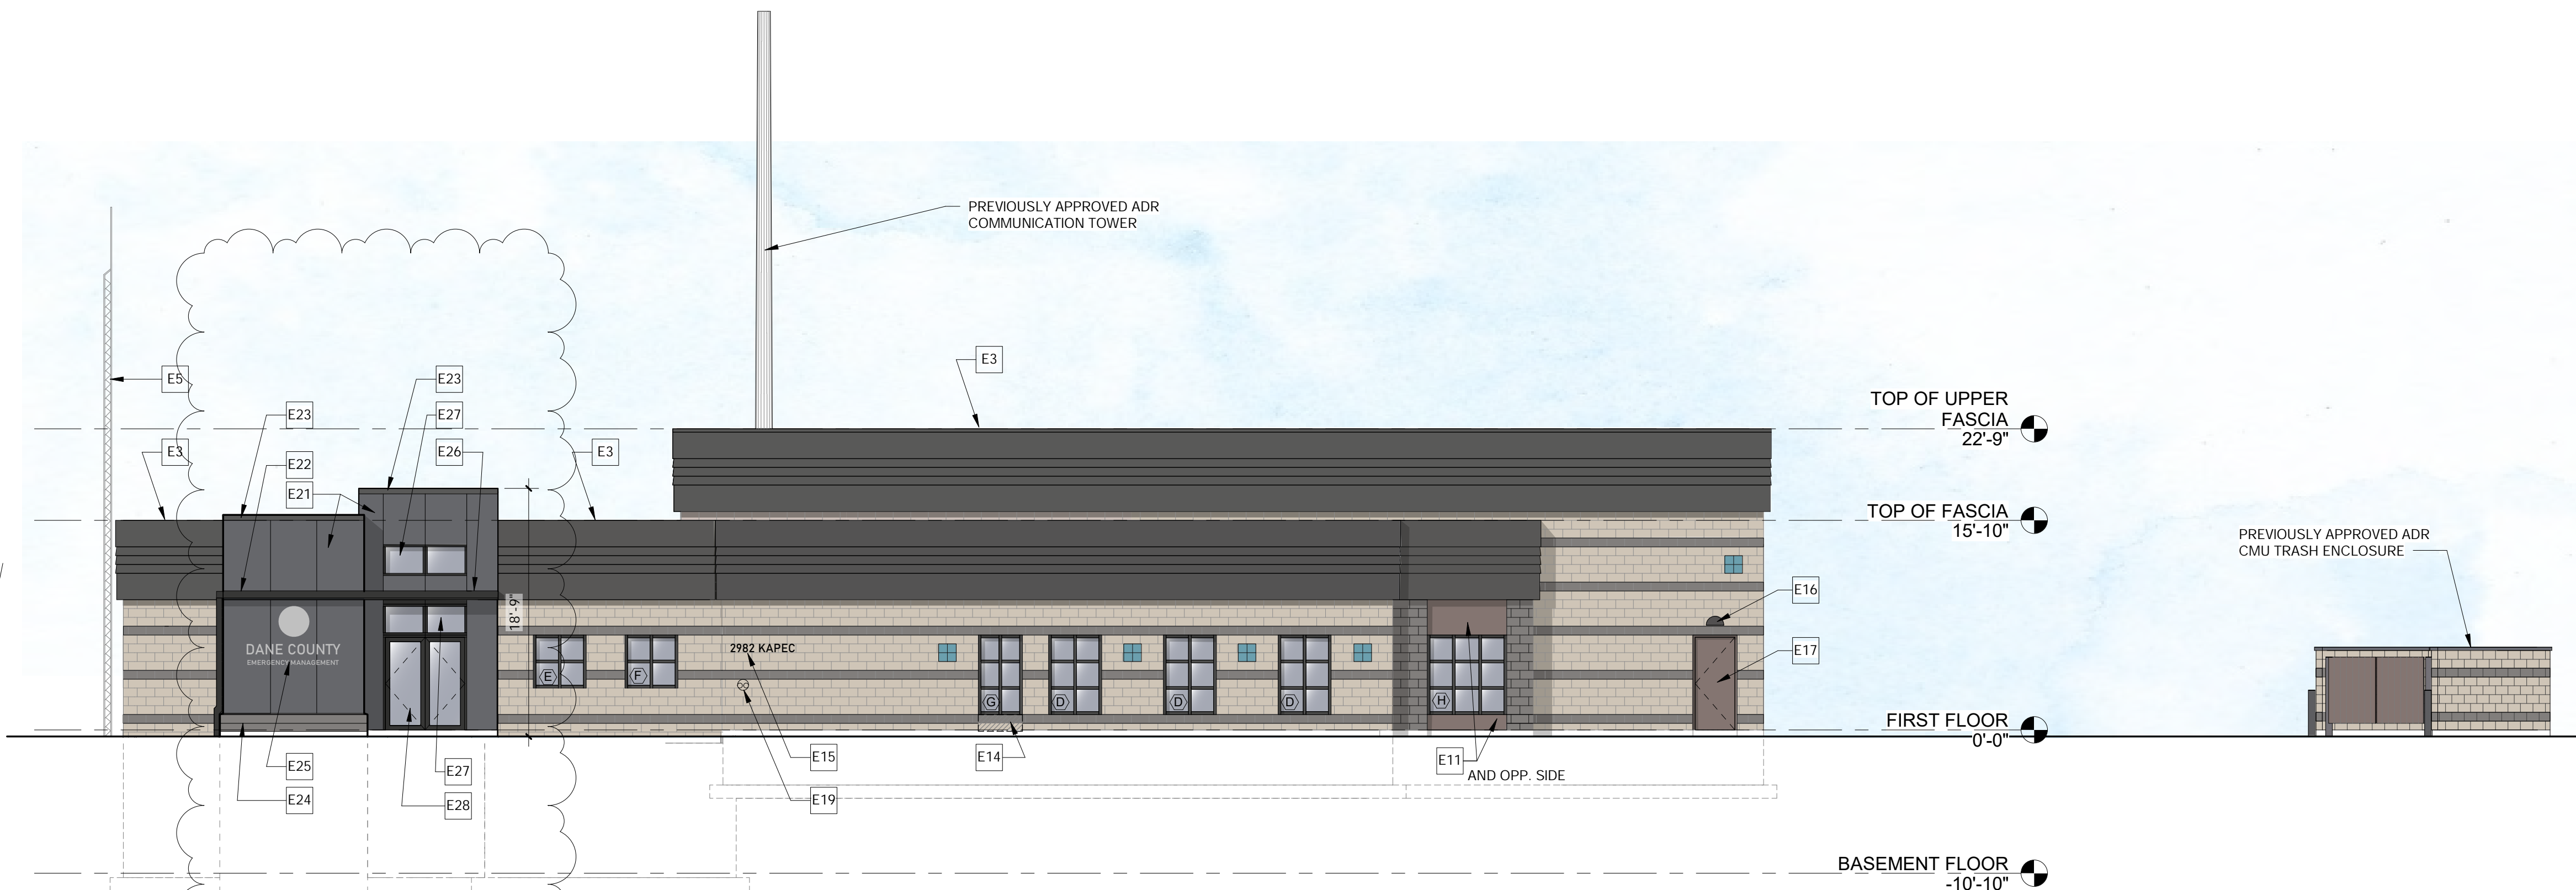 PREVIOUSLY APPROVED ADR
COMMUNICATION TOWER
E3
E5
E23
E23
E27
E3
E22
E26
E3
E21
TOP OF UPPER
FASCIA
22'-9"
TOP OF FASCIA
15'-10"
PREVIOUSLY APPROVED ADR
CMU TRASH ENCLOSURE
18'-9"
E16
DANE COUNTY
EMERGENCY MANAGEMENT
2982 KAPEC
E17
E
F
G
D
D
D
H
FIRST FLOOR
0'-0"
E25
E27
E15
E14
E11
AND OPP. SIDE
E24
E28
E19
BASEMENT FLOOR
-10'-10"